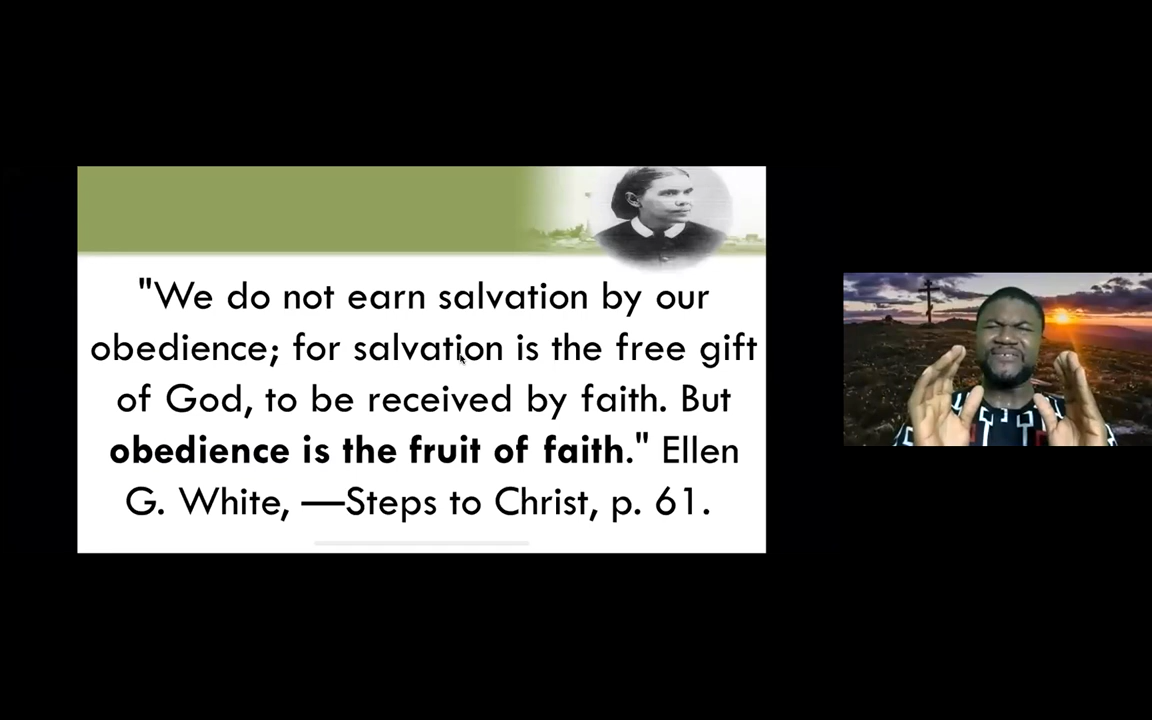 "We do not earn salvation by our
obedience; for salvation is the free gift
of God, to be received by faith. But
obedience is the fruit of faith." Ellen
G. White, —Steps to Christ, p. 61.